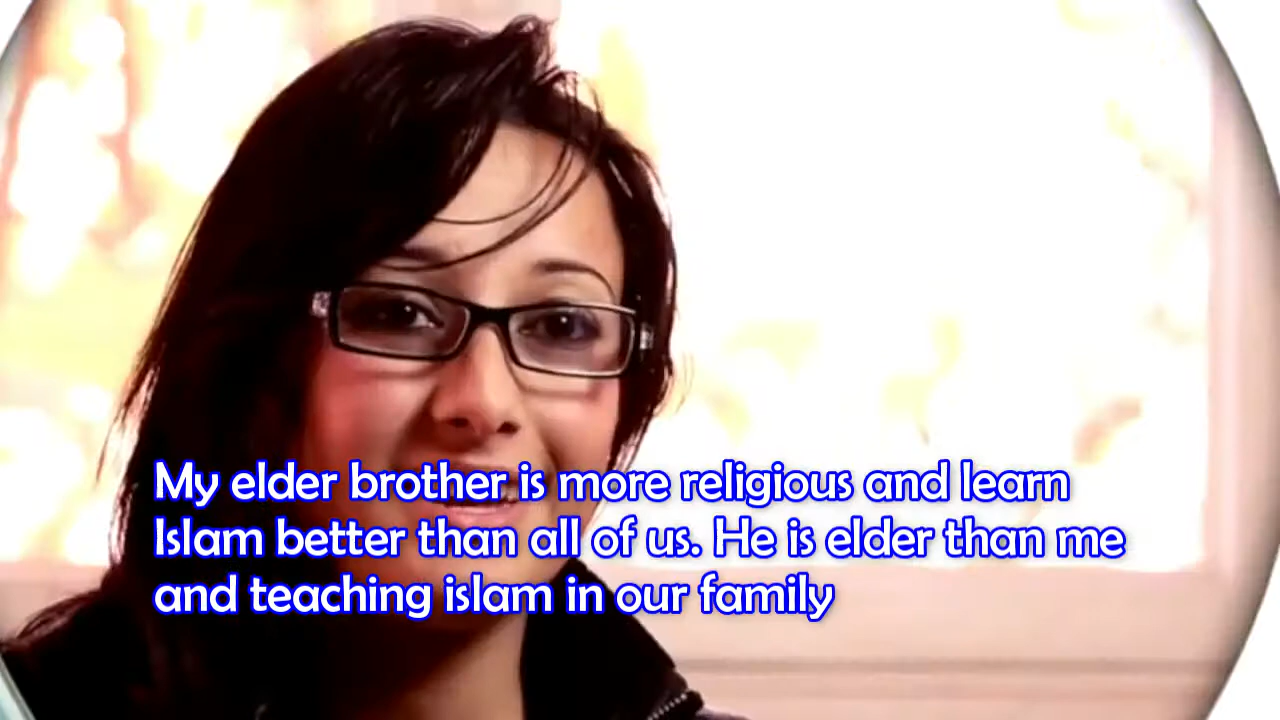 My elder brother is more religious and learn
Islam better than all of us. He is elder than me
and teaching islam in our family